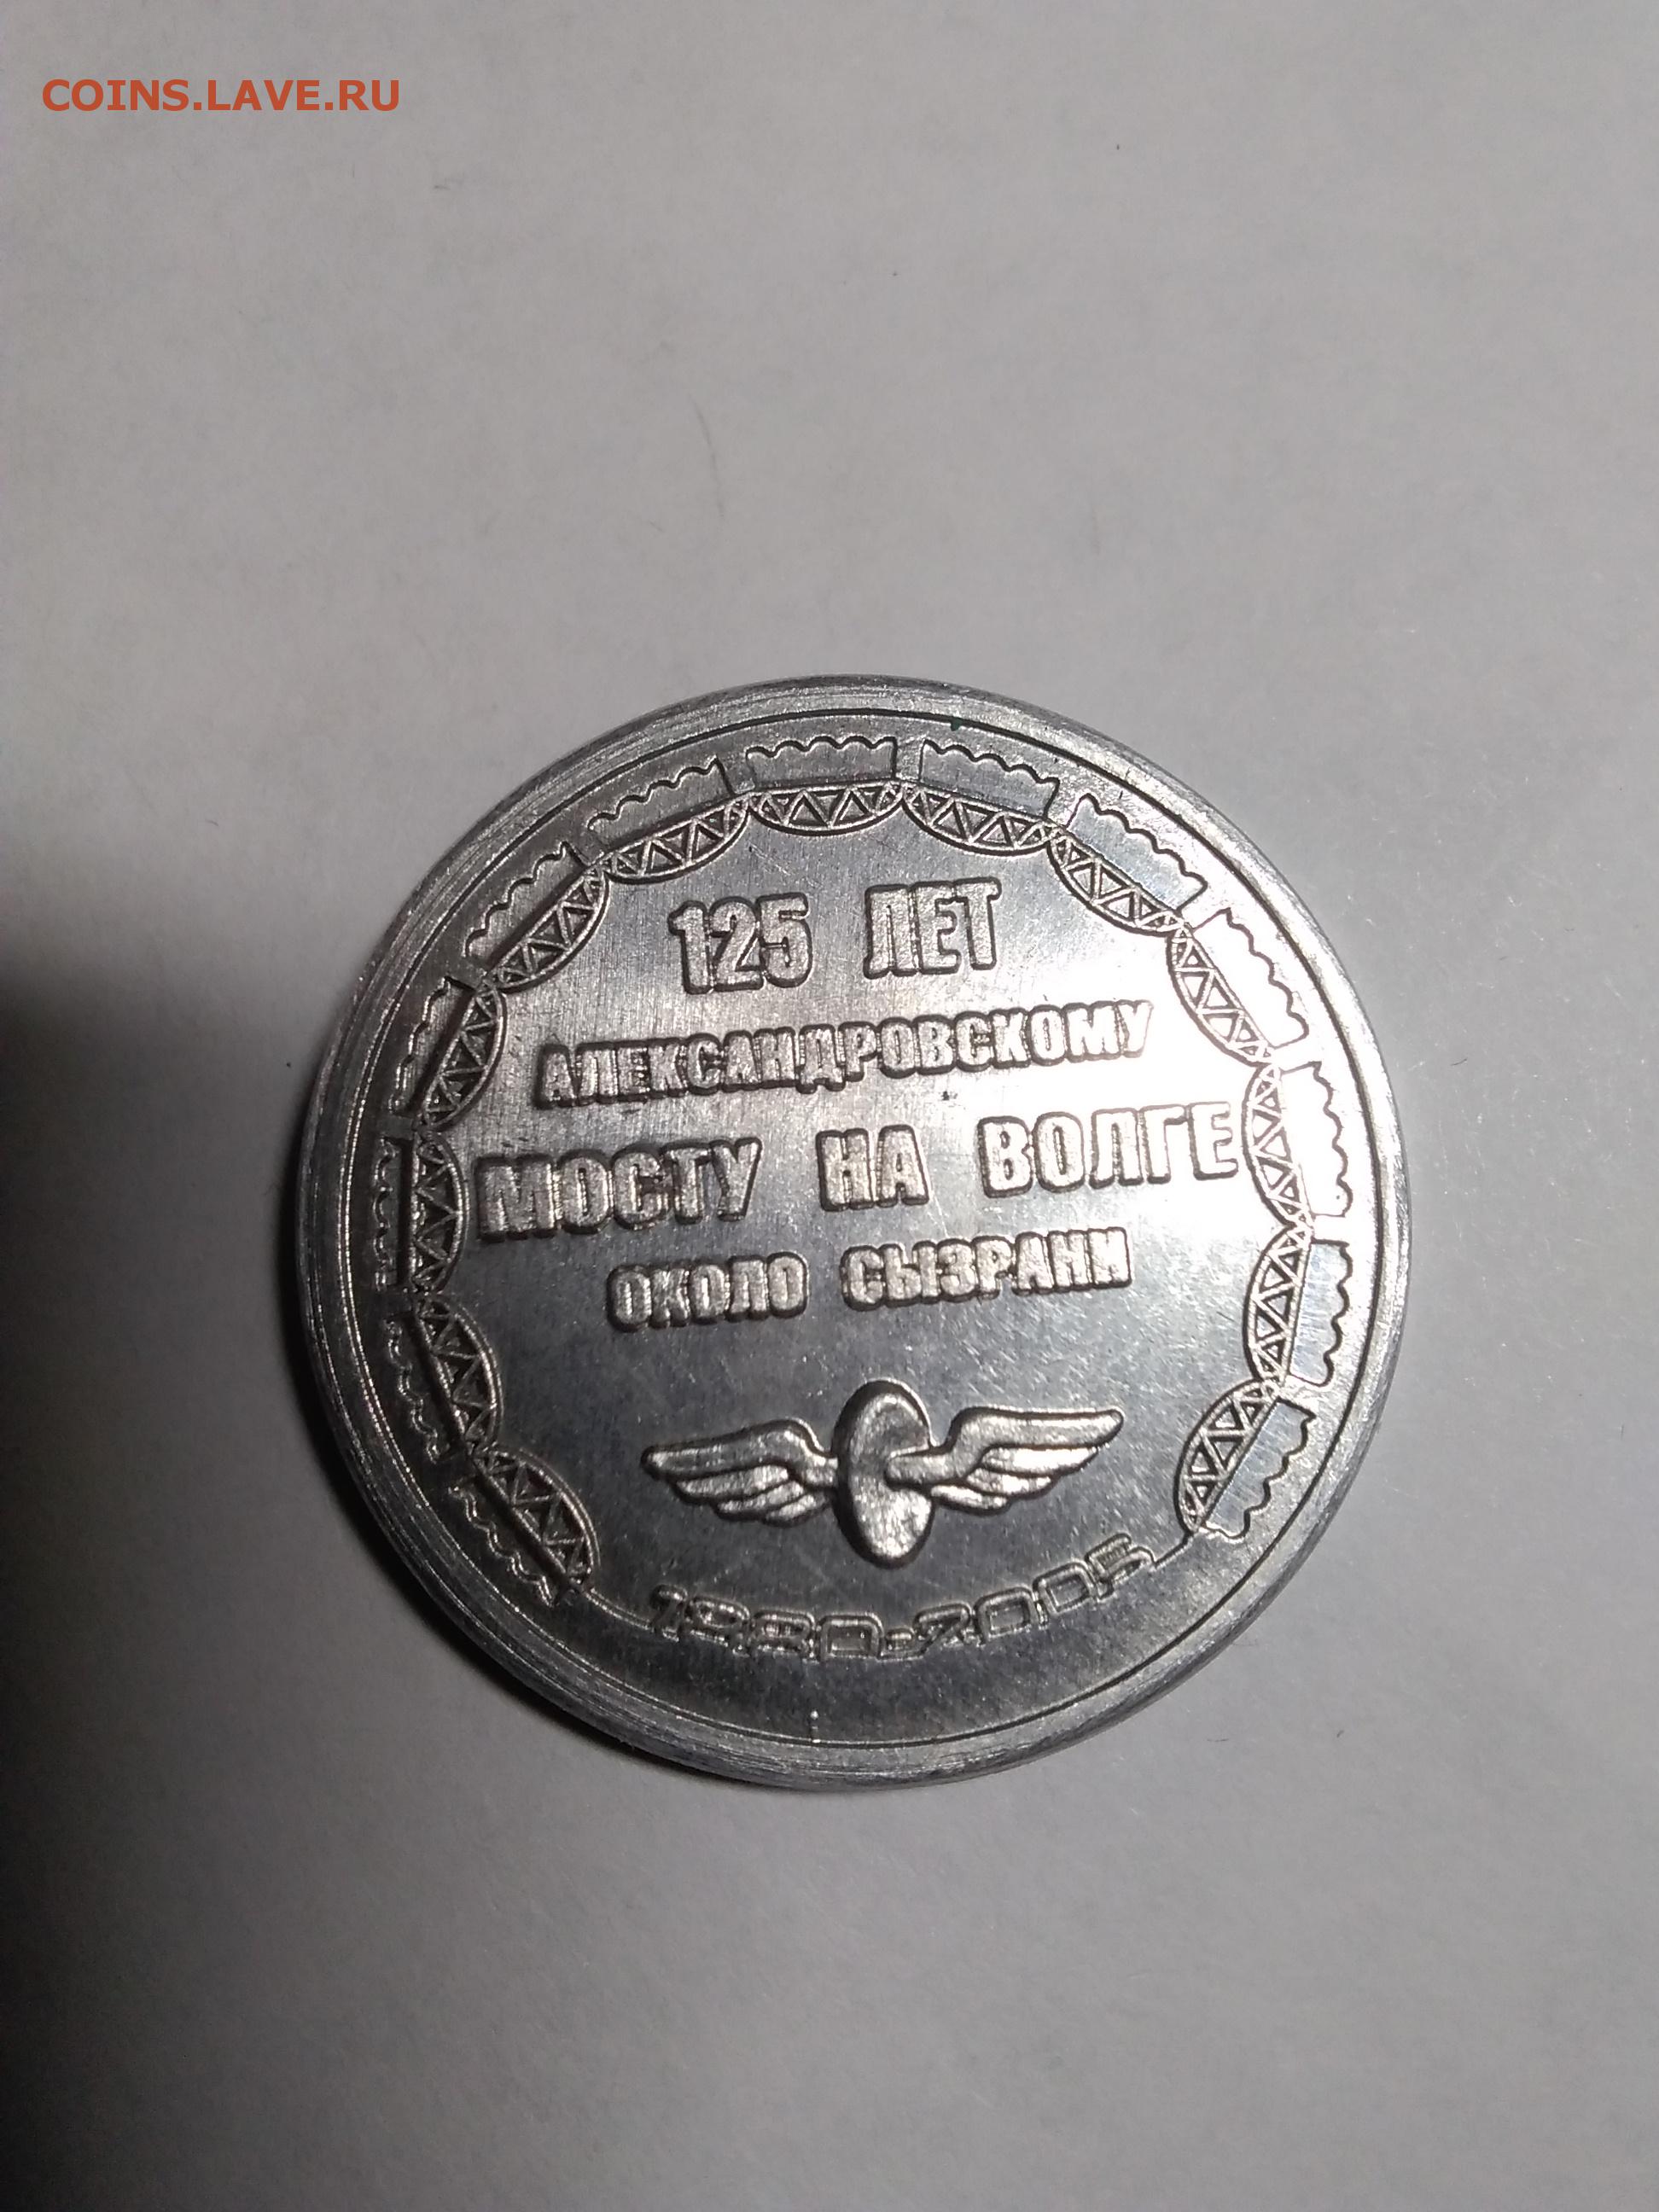 COINS.LAVE.RU
125 ЛЕТ
АЛЕКСАНДРОВСКОМУ
МОСТУ НА ВОЛГЕ
ОКОЛО СЫЗРАНИ
1880-2005